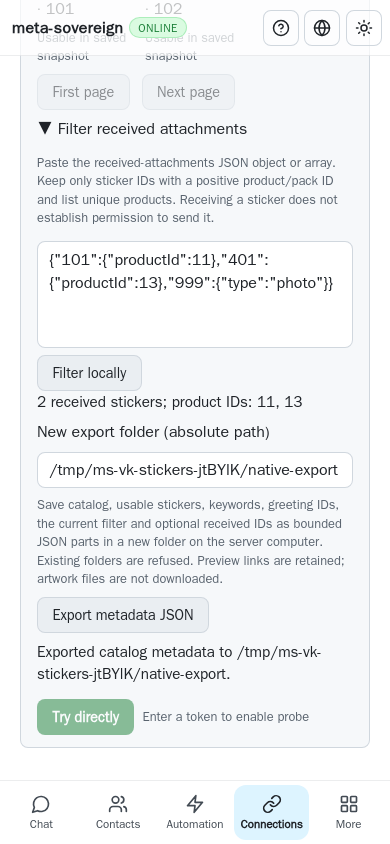 · 101
· 102
meta-sovereign
ONLINE
Usable in saved
snapshot
Usable in saved
snapshot
First page
Next page
▼ Filter received attachments
Paste the received-attachments JSON object or array.
Keep only sticker IDs with a positive product/pack ID
and list unique products. Receiving a sticker does not
establish permission to send it.
{"101":{"productId":11},"401":
{"productId":13},"999":{"type":"photo"}}
Filter locally
2 received stickers; product IDs: 11, 13
New export folder (absolute path)
/tmp/ms-vk-stickers-jtBYlK/native-export
Save catalog, usable stickers, keywords, greeting IDs,
the current filter and optional received IDs as bounded
JSON parts in a new folder on the server computer.
Existing folders are refused. Preview links are retained;
artwork files are not downloaded.
Export metadata JSON
Exported catalog metadata to /tmp/ms-vk-
stickers-jtBYlK/native-export.
Try directly
Enter a token to enable probe
Chat
Contacts
Automation
Connections
More